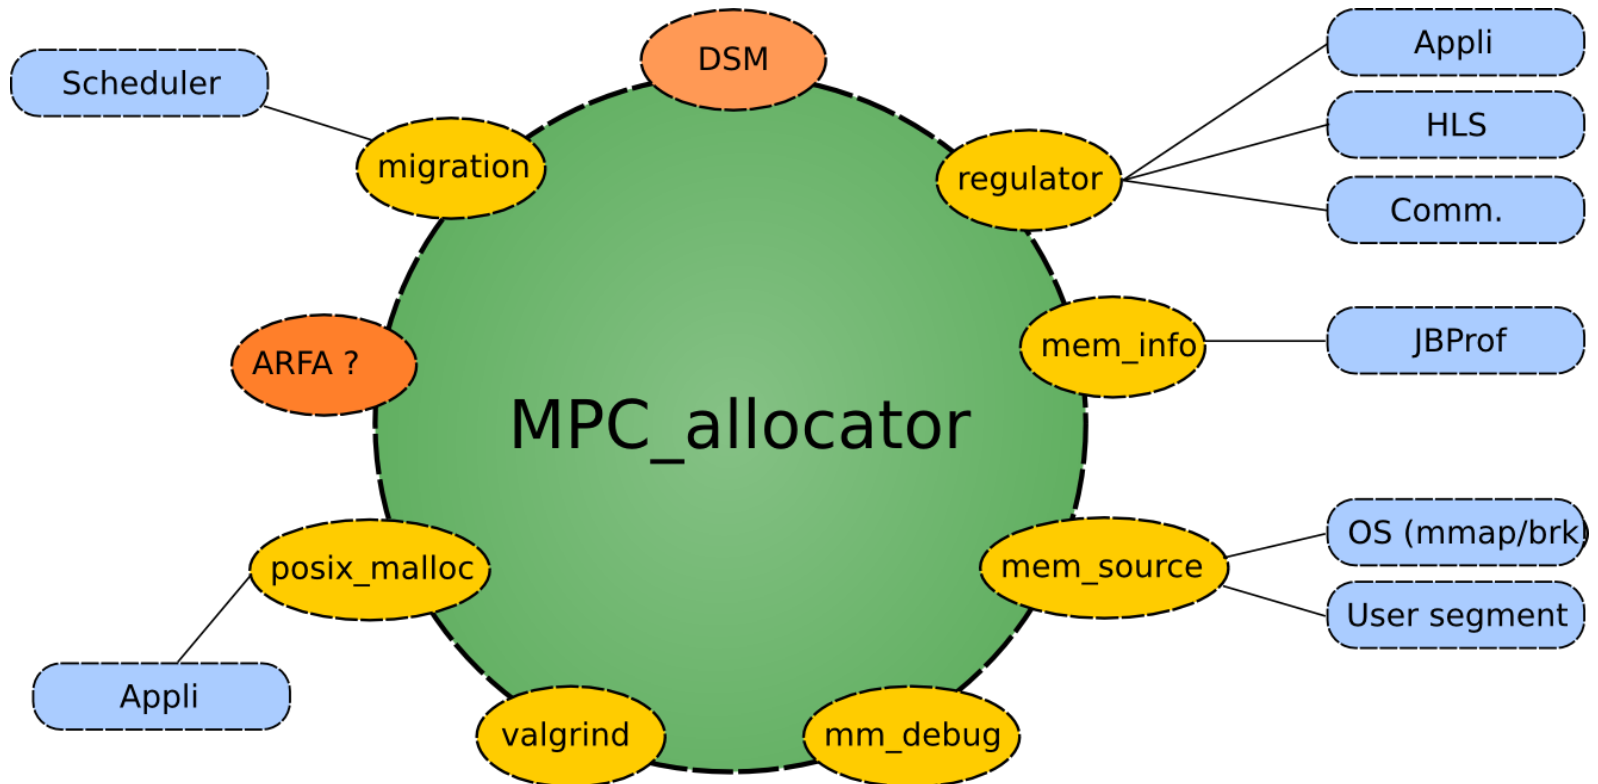 DSM
Appli
Scheduler
HLS
migration
regulator
Comm.
mem_info
JBProf
ARFA ?
MPC_allocator
OS (mmap/brk)
posix_malloc
mem_source
User segment
Appli
valgrind
mm_debug